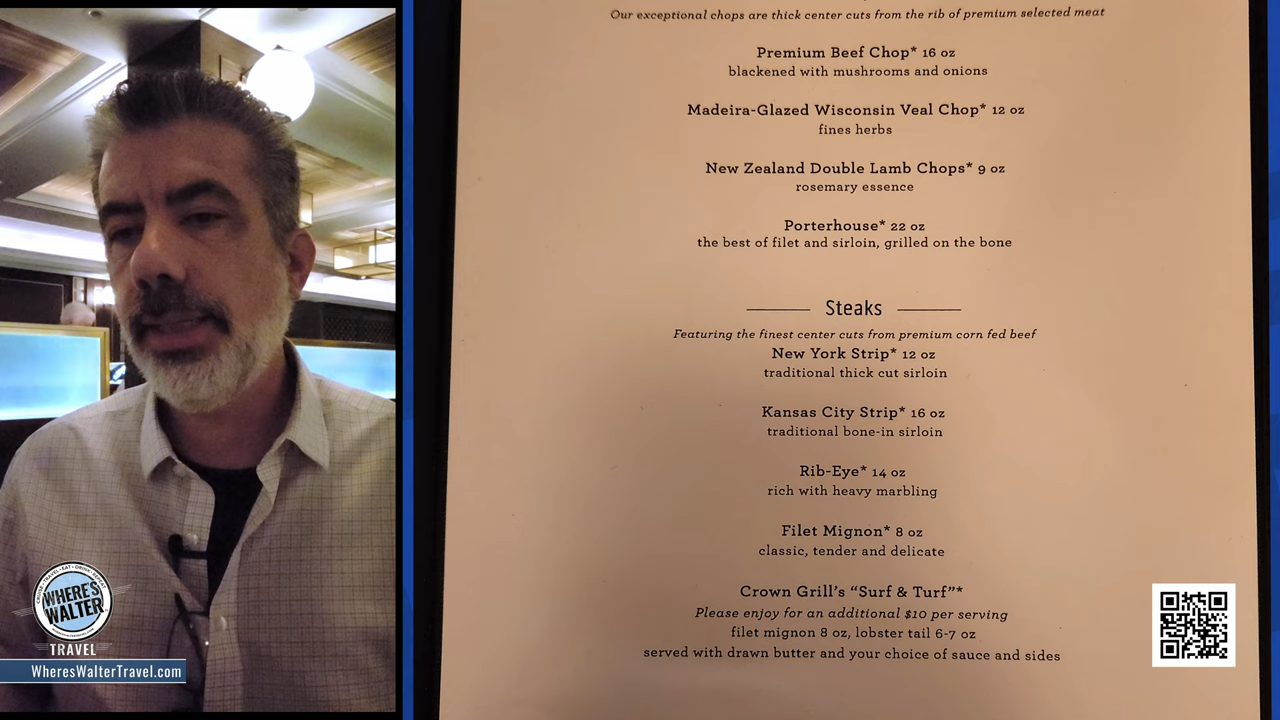 Our exceptional chops are thick center cuts from the rib of premium selected meat
Premium Beef Chop* 16 oz
blackened with mushrooms and onions
Madeira-Glazed Wisconsin Veal Chop* 12 oz
fines herbs
New Zealand Double Lamb Chops* 9 oz
rosemary essence
Porterhouse* 22 oz
the best of filet and sirloin, grilled on the bone
Steaks
Featuring the finest center cuts from premium corn fed beef
New York Strip* 12 oz
traditional thick cut sirloin
Kansas City Strip* 16 oz
traditional bone-in sirloin
Rib-Eye* 14 oz
rich with heavy marbling
Filet Mignon* 8 oz
classic, tender and delicate
Crown Grill's “Surf & Turf”*
Please enjoy for an additional $10 per serving
filet mignon 8 oz, lobster tail 6-7 oz
served with drawn butter and your choice of sauce and sides
WHERE'S
WALTER
TRAVEL
WheresWalterTravel.com